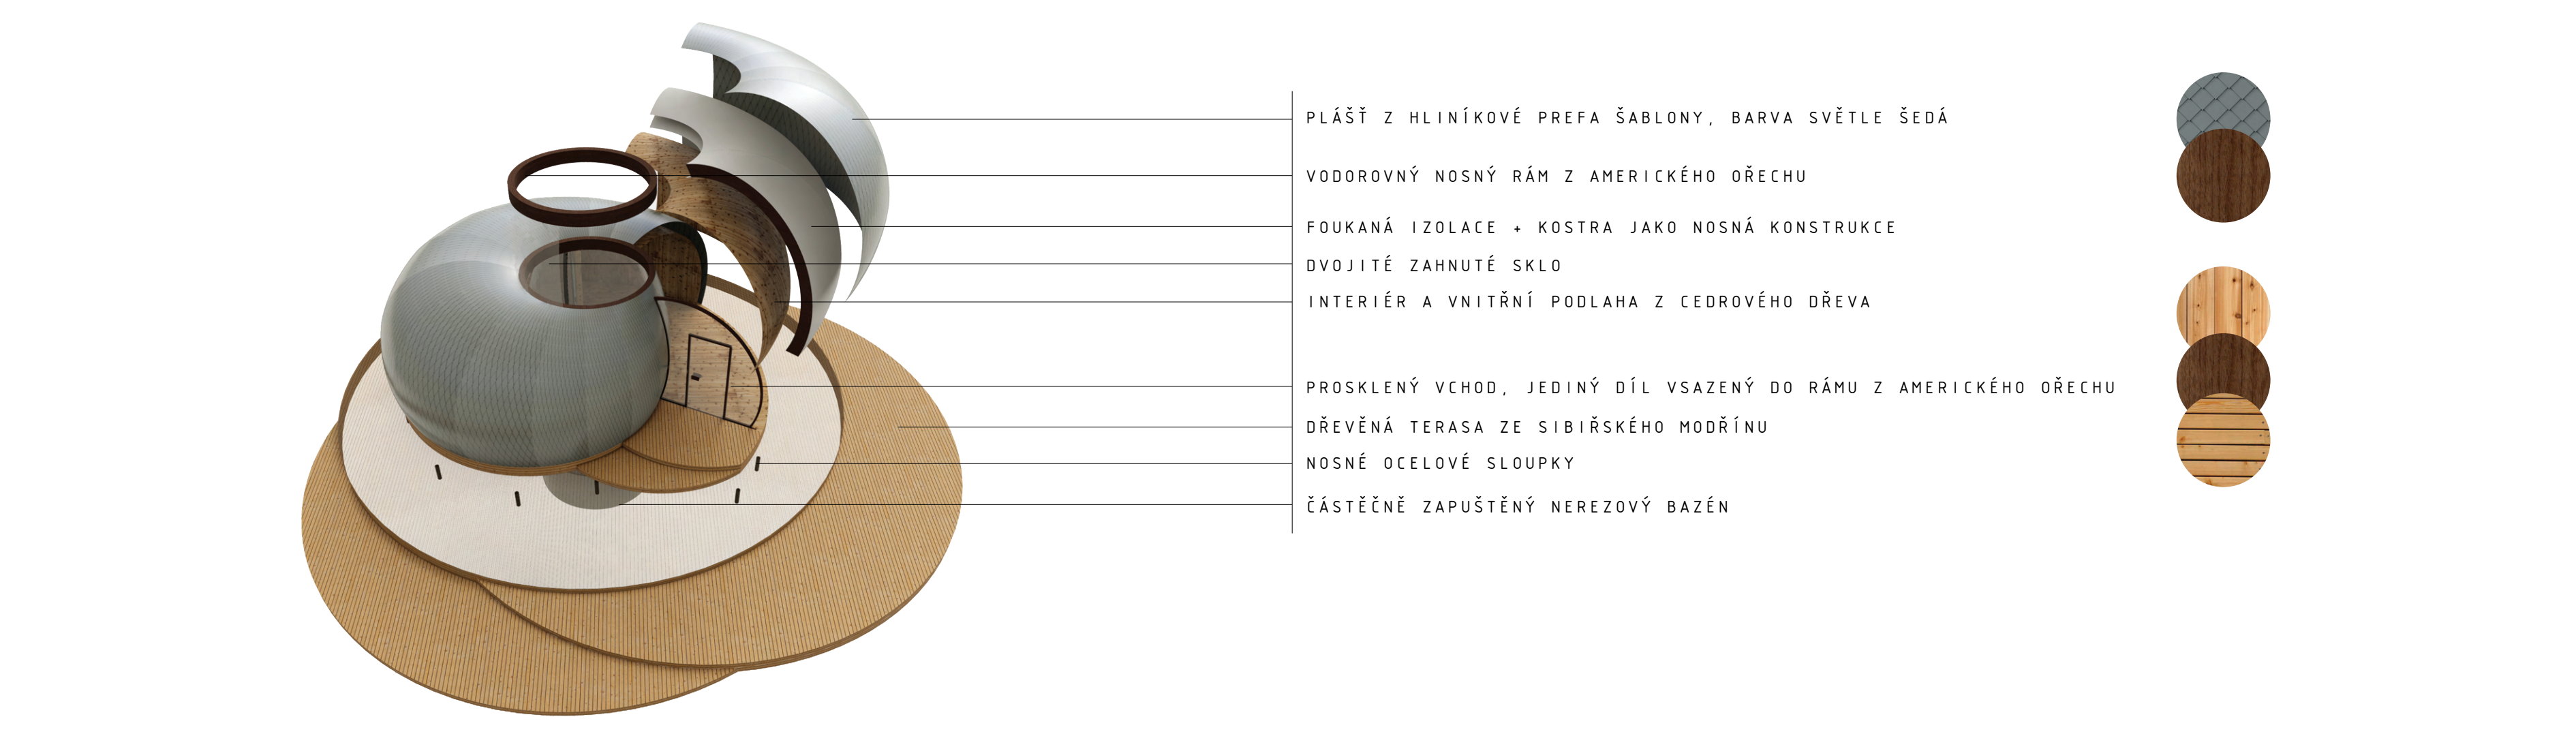 PLÁŠŤ Z HLINÍKOVÉ PREFA ŠABLONY, BARVA SVĚTLE ŠEDÁ
VODOROVNÝ NOSNÝ RÁM Z AMERICKÉHO OŘECHU
FOUKANÁ IZOLACE + KOSTRA JAKO NOSNÁ KONSTRUKCE
DVOJITÉ ZAHNUTÉ SKLO
INTERIÉR A VNITŘNÍ PODLAHA Z CEDROVÉHO DŘEVA
PROSKLENÝ VCHOD, JEDINÝ DÍL VSAZENÝ DO RÁMU Z AMERICKÉHO OŘECHU
DŘEVĚNÁ TERASA ZE SIBIŘSKÉHO MODŘÍNU
NOSNÉ OCELOVÉ SLOUPKY
ČÁSTĚČNĚ ZAPUŠTĚNÝ NEREZOVÝ BAZÉN